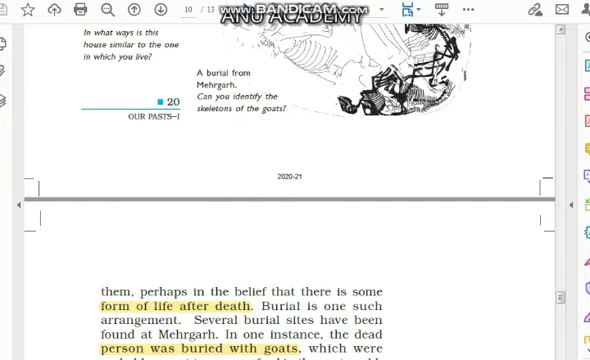 10 / 13
ANU ACADEMY
WWW.BANDICAM.COM
In what ways is this
house similar to the one
in which you live?
A burial from
Mehrgarh.
Can you identify the
skeletons of the goats?
20
OUR PASTS–I
2020-21
them, perhaps in the belief that there is some
form of life after death. Burial is one such
arrangement. Several burial sites have been
found at Mehrgarh. In one instance, the dead
person was buried with goats, which were